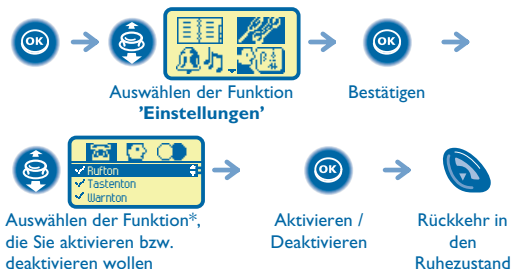 OK
OK
Auswählen der Funktion
'Einstellungen'
Bestätigen
Rufton
Tastenton
Warnton
OK
Auswählen der Funktion*,
die Sie aktivieren bzw.
deaktivieren wollen
Aktivieren /
Deaktivieren
Rückkehr in
den
Ruhezustand